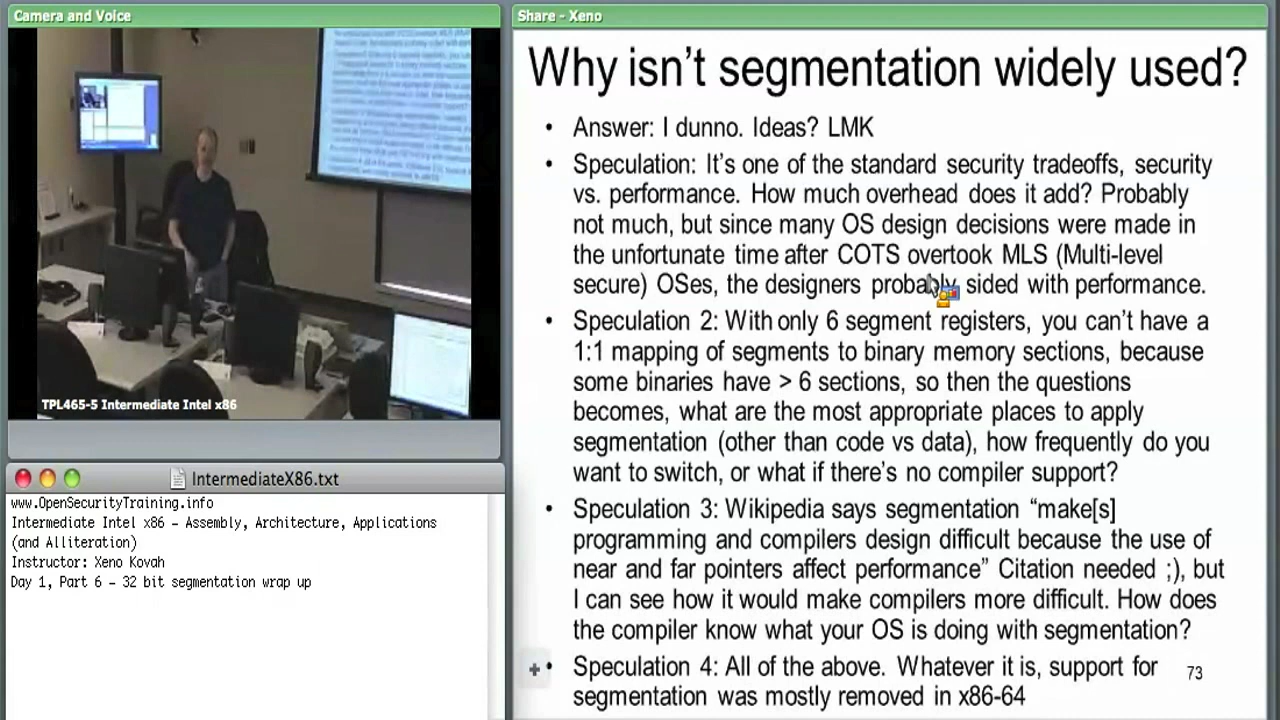 Camera and Voice
TPL465-5 Intermediate Intel x86
IntermediateX86.txt
www.OpenSecurityTraining.info
Intermediate Intel x86 – Assembly, Architecture, Applications
(and Alliteration)
Instructor: Xeno Kovah
Day 1, Part 6 – 32 bit segmentation wrap up
Share - Xeno
Why isn't segmentation widely used?
• Answer: I dunno. Ideas? LMK
• Speculation: It's one of the standard security tradeoffs, security
vs. performance. How much overhead does it add? Probably
not much, but since many OS design decisions were made in
the unfortunate time after COTS overtook MLS (Multi-level
secure) OSes, the designers probably sided with performance.
• Speculation 2: With only 6 segment registers, you can't have a
1:1 mapping of segments to binary memory sections, because
some binaries have > 6 sections, so then the questions
becomes, what are the most appropriate places to apply
segmentation (other than code vs data), how frequently do you
want to switch, or what if there's no compiler support?
• Speculation 3: Wikipedia says segmentation “make[s]
programming and compilers design difficult because the use of
near and far pointers affect performance” Citation needed ;), but
I can see how it would make compilers more difficult. How does
the compiler know what your OS is doing with segmentation?
• Speculation 4: All of the above. Whatever it is, support for
segmentation was mostly removed in x86-64
73